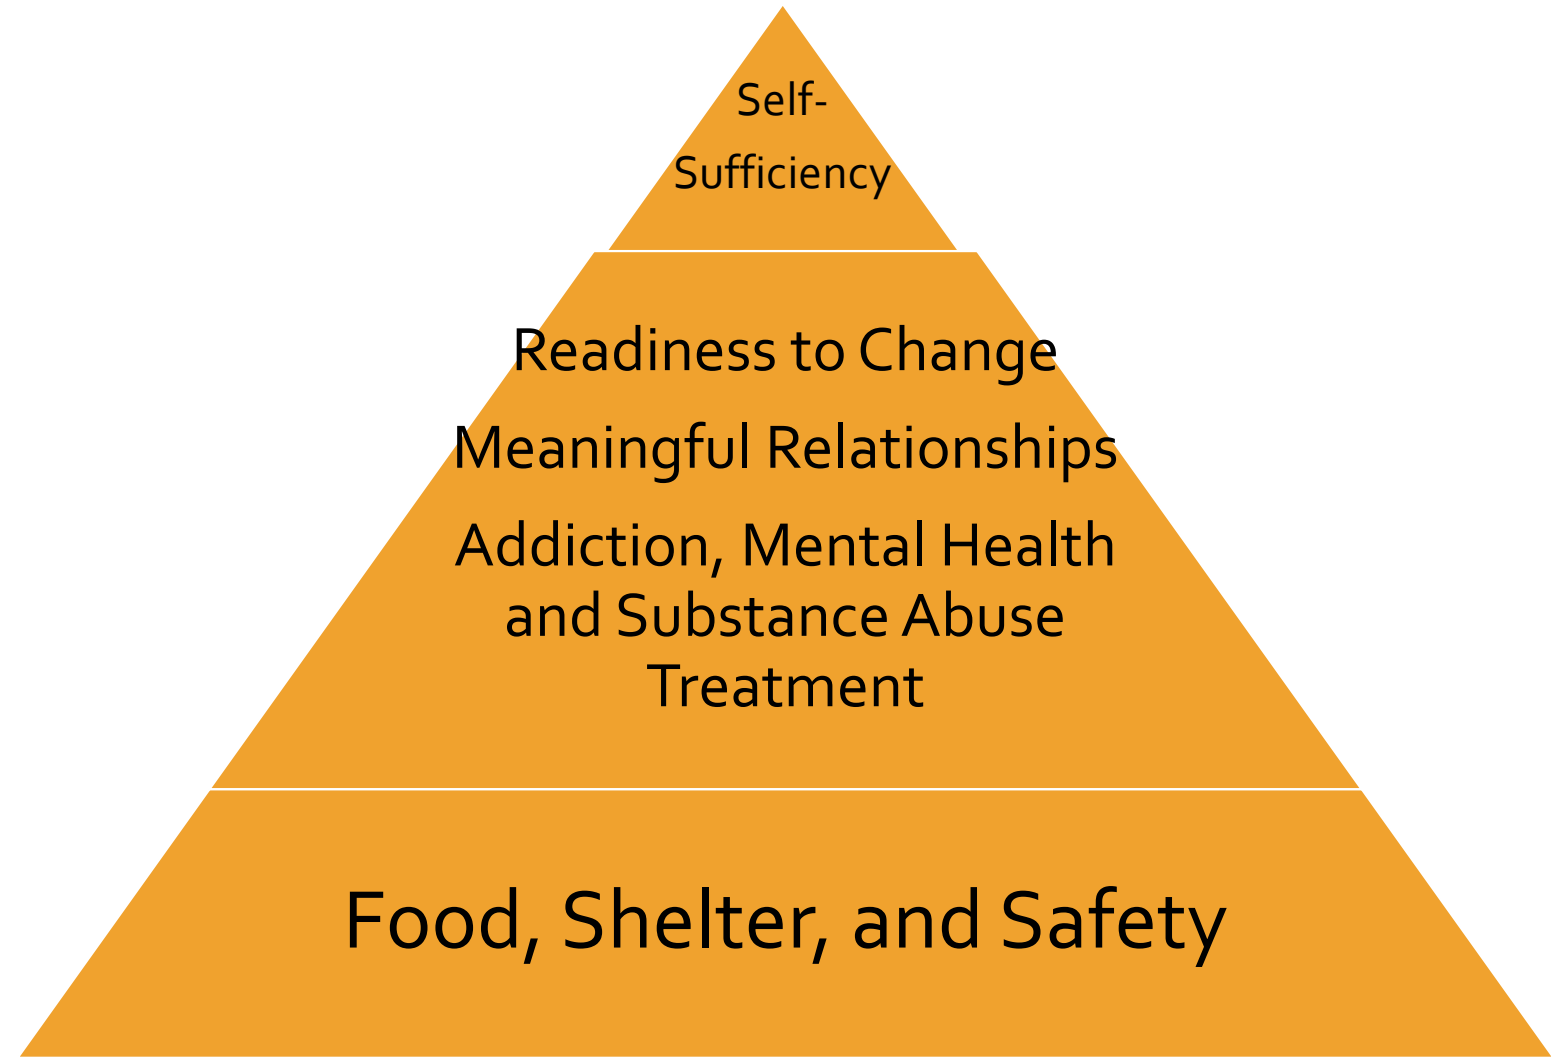 Self-
Sufficiency
Readiness to Change
Meaningful Relationships
Addiction, Mental Health
and Substance Abuse
Treatment
Food, Shelter, and Safety